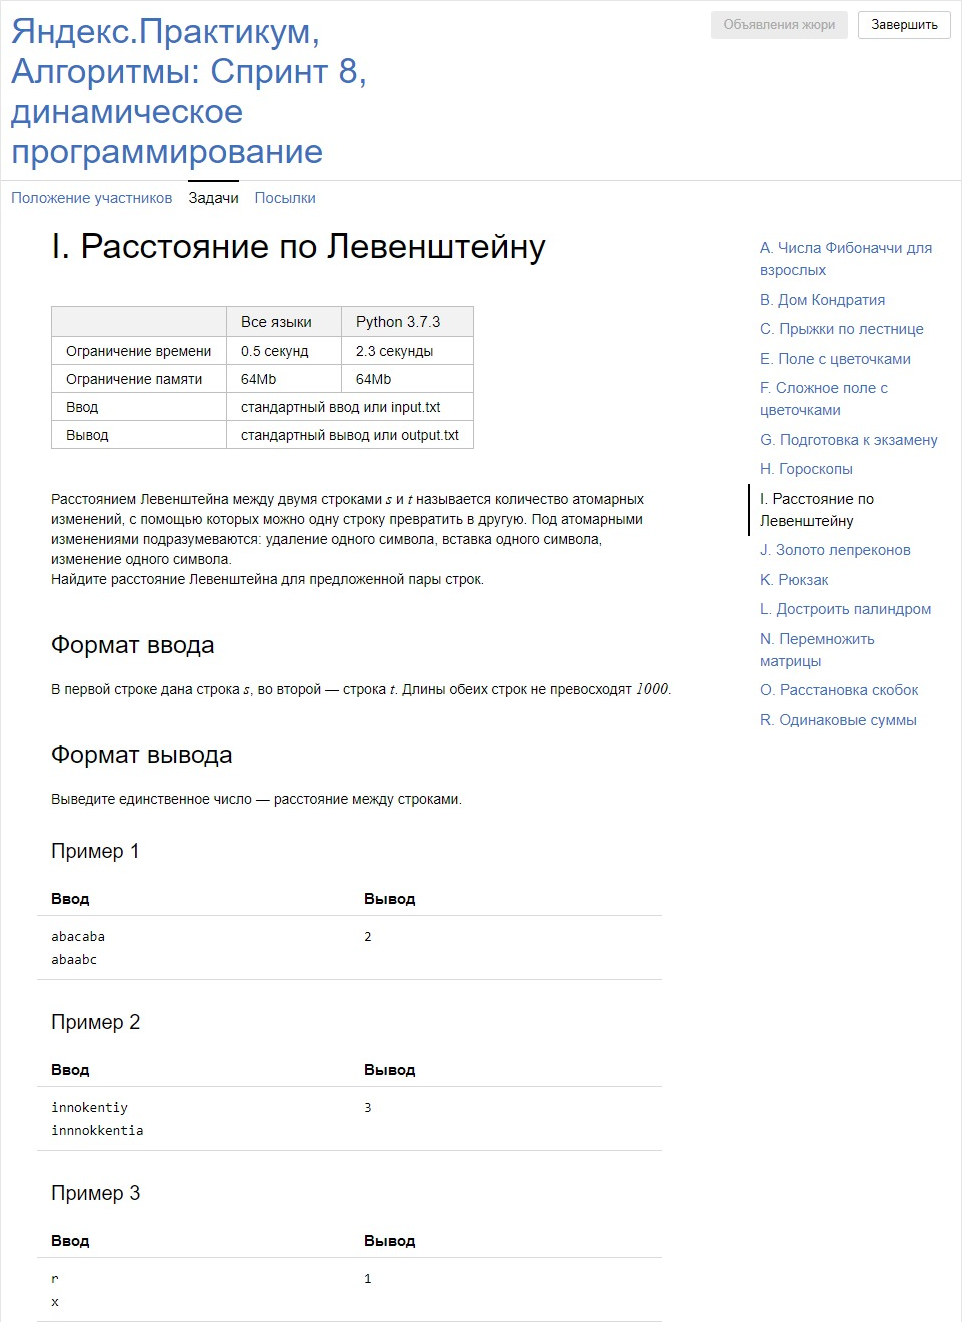 Яндекс.Практикум,
Алгоритмы: Спринт 8,
динамическое
программирование
Объявления жюри
Завершить
Положение участников
Задачи
Посылки
I. Расстояние по Левенштейну
Все языки Python 3.7.3
Ограничение времени 0.5 секунд 2.3 секунды
Ограничение памяти 64Mb 64Mb
Ввод стандартный ввод или input.txt
Вывод стандартный вывод или output.txt
Расстоянием Левенштейна между двумя строками s и t называется количество атомарных
изменений, с помощью которых можно одну строку превратить в другую. Под атомарными
изменениями подразумеваются: удаление одного символа, вставка одного символа,
изменение одного символа.
Найдите расстояние Левенштейна для предложенной пары строк.
Формат ввода
В первой строке дана строка s, во второй — строка t. Длины обеих строк не превосходят 1000.
Формат вывода
Выведите единственное число — расстояние между строками.
Пример 1
Ввод Вывод
abacaba 2
abaabc
Пример 2
Ввод Вывод
innokentiy 3
innnokkentia
Пример 3
Ввод Вывод
r 1
x
A. Числа Фибоначчи для
взрослых
B. Дом Кондратия
C. Прыжки по лестнице
E. Поле с цветочками
F. Сложное поле с
цветочками
G. Подготовка к экзамену
H. Гороскопы
I. Расстояние по
Левенштейну
J. Золото лепреконов
K. Рюкзак
L. Достроить палиндром
N. Перемножить
матрицы
O. Расстановка скобок
R. Одинаковые суммы